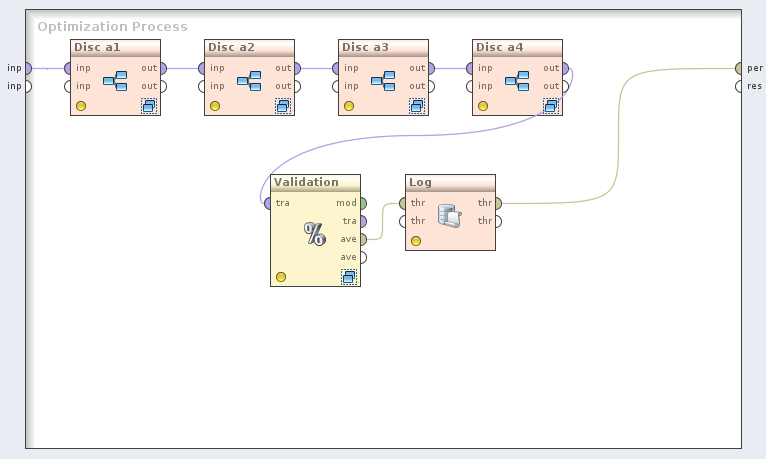 Optimization Process
Disc a1 Disc a2 Disc a3 Disc a4
inp inp out inp out inp out inp out per
inp inp out inp out inp out inp out res
Validation Log
tra mod thr thr
tra thr thr
ave
%
ave